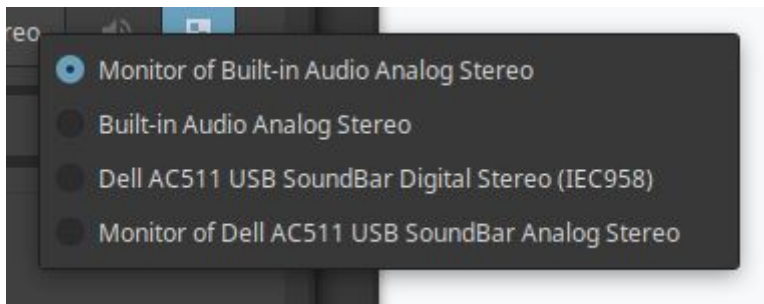 reo
Monitor of Built-in Audio Analog Stereo
Built-in Audio Analog Stereo
Dell AC511 USB SoundBar Digital Stereo (IEC958)
Monitor of Dell AC511 USB SoundBar Analog Stereo